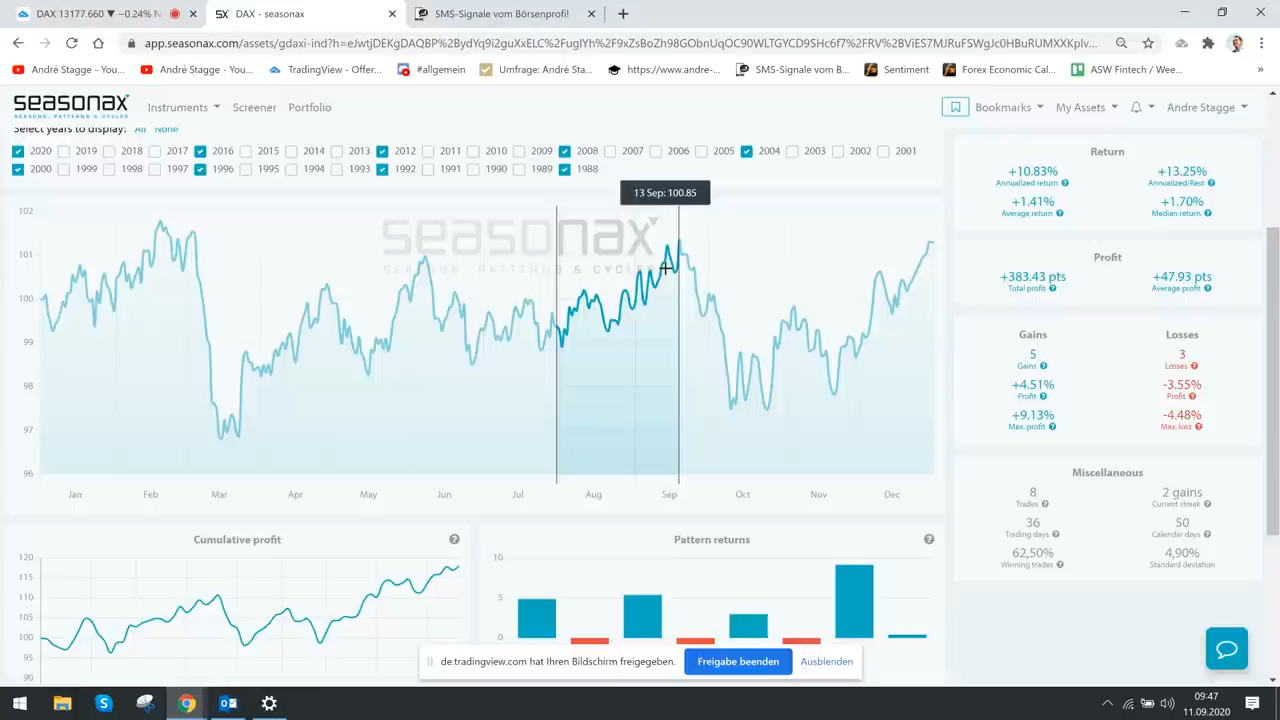 DAX 13177.660 ▼ −0.24% N
DAX - seasonax
SMS-Signale vom Börsenprofi!
app.seasonax.com/assets/gdaxi-ind?h=
André Stagge - You...
André Stagge - You...
TradingView - Offer...
#allgemein
Umfrage: André Sta...
https://www.andre-...
SMS-Signale vom B...
Sentiment
Forex Economic Cal...
ASW Fintech / Wee...
»
seasonax
SEASONS, PATTERNS & CYCLES
Instruments
Screener
Portfolio
Bookmarks
My Assets
Andre Stagge
Select years to display: All None
2020 2019 2018 2017 2016 2015 2014 2013 2012 2011 2010 2009 2008 2007 2006 2005 2004 2003 2002 2001
2000 1999 1998 1997 1996 1995 1994 1993 1992 1991 1990 1989 1988
13 Sep: 100.85
seasonax
SEASONS, PATTERNS & CYCLES
102
101
100
99
98
97
96
Jan Feb Mar Apr May Jun Jul Aug Sep Oct Nov Dec
Return
+10.83% +13.25%
Annualized return Annualized/Rest
+1.41% +1.70%
Average return Median return
Profit
+383.43 pts +47.93 pts
Total profit Average profit
Gains Losses
5 3
Gains Losses
+4.51% -3.55%
Profit Profit
+9.13% -4.48%
Max. profit Max. loss
Miscellaneous
8 2 gains
Trades Current streak
36 50
Trading days Calendar days
62,50% 4,90%
Winning trades Standard deviation
Cumulative profit
120
115
110
105
100
95
90
Pattern returns
10
5
0
de.tradingview.com hat Ihren Bildschirm freigegeben.
Freigabe beenden
Ausblenden
09:47
11.09.2020